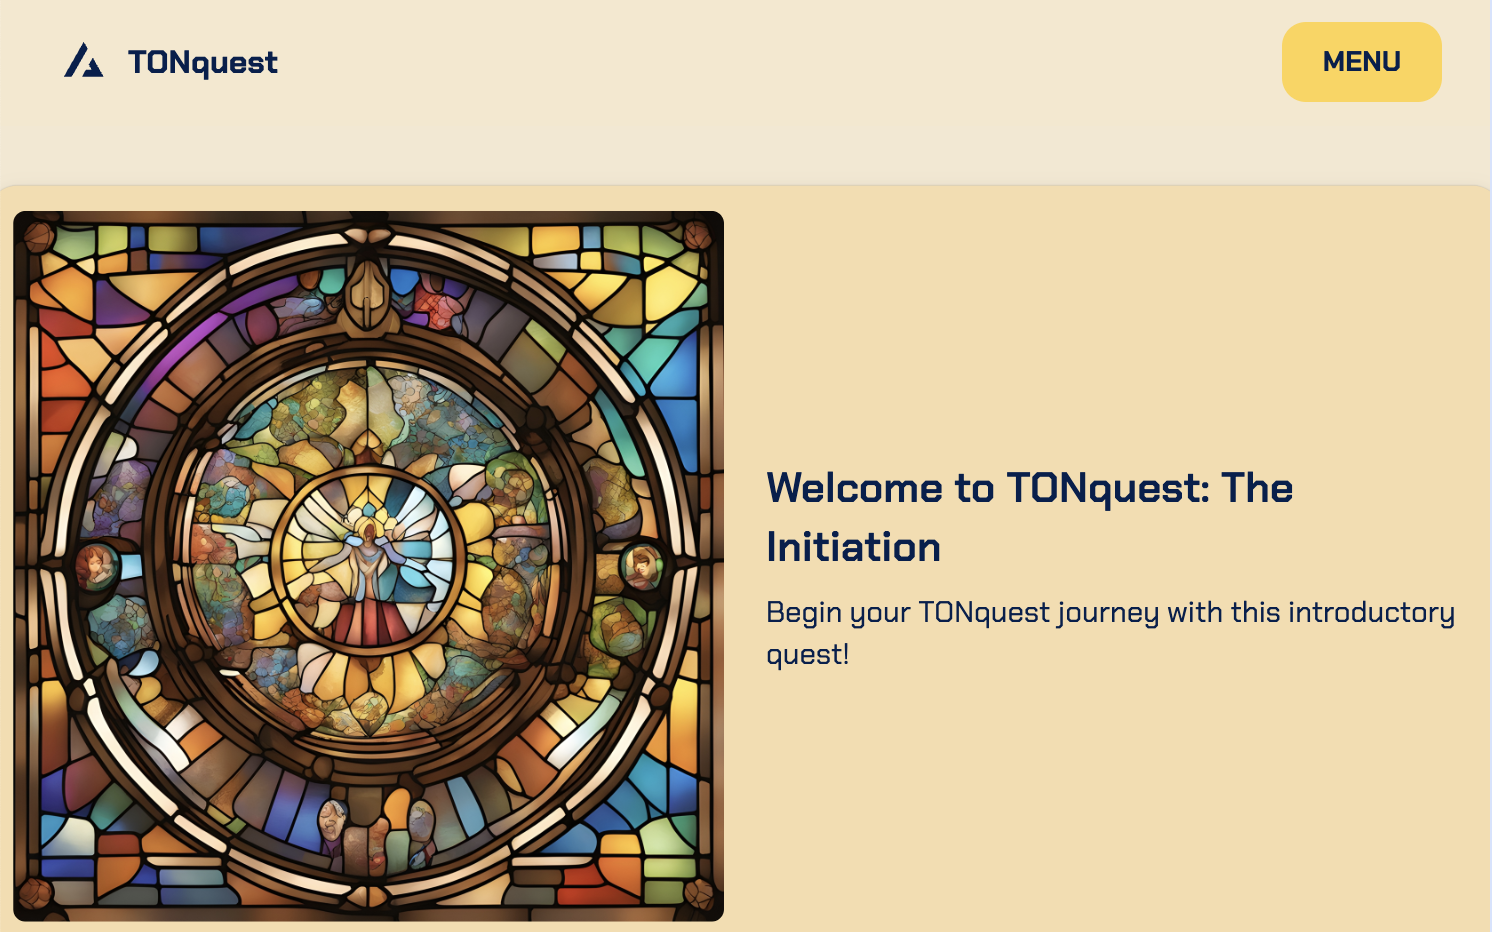 TONquest
MENU
Welcome to TONquest: The
Initiation
Begin your TONquest journey with this introductory
quest!